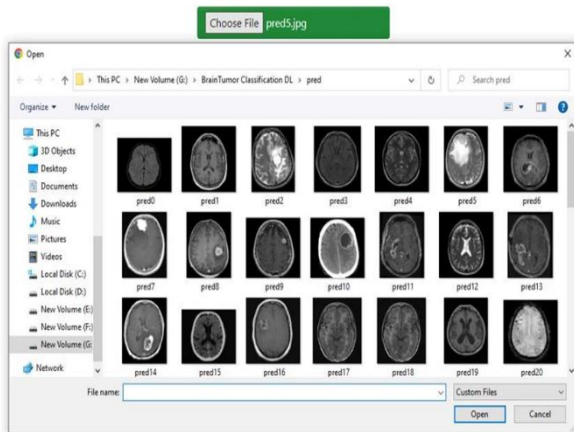 Choose File pred5.jpg
Open
This PC > New Volume (G:) > BrainTumor Classification DL > pred
Search pred
Organize
New folder
This PC
3D Objects
Desktop
Documents
Downloads
Music
Pictures
Videos
Local Disk (C:)
Local Disk (D:)
New Volume (E:)
New Volume (F:)
New Volume (G:
Network
pred0 pred1 pred2 pred3 pred4 pred5 pred6
pred7 pred8 pred9 pred10 pred11 pred12 pred13
pred14 pred15 pred16 pred17 pred18 pred19 pred20
File name:
Custom Files
Open Cancel